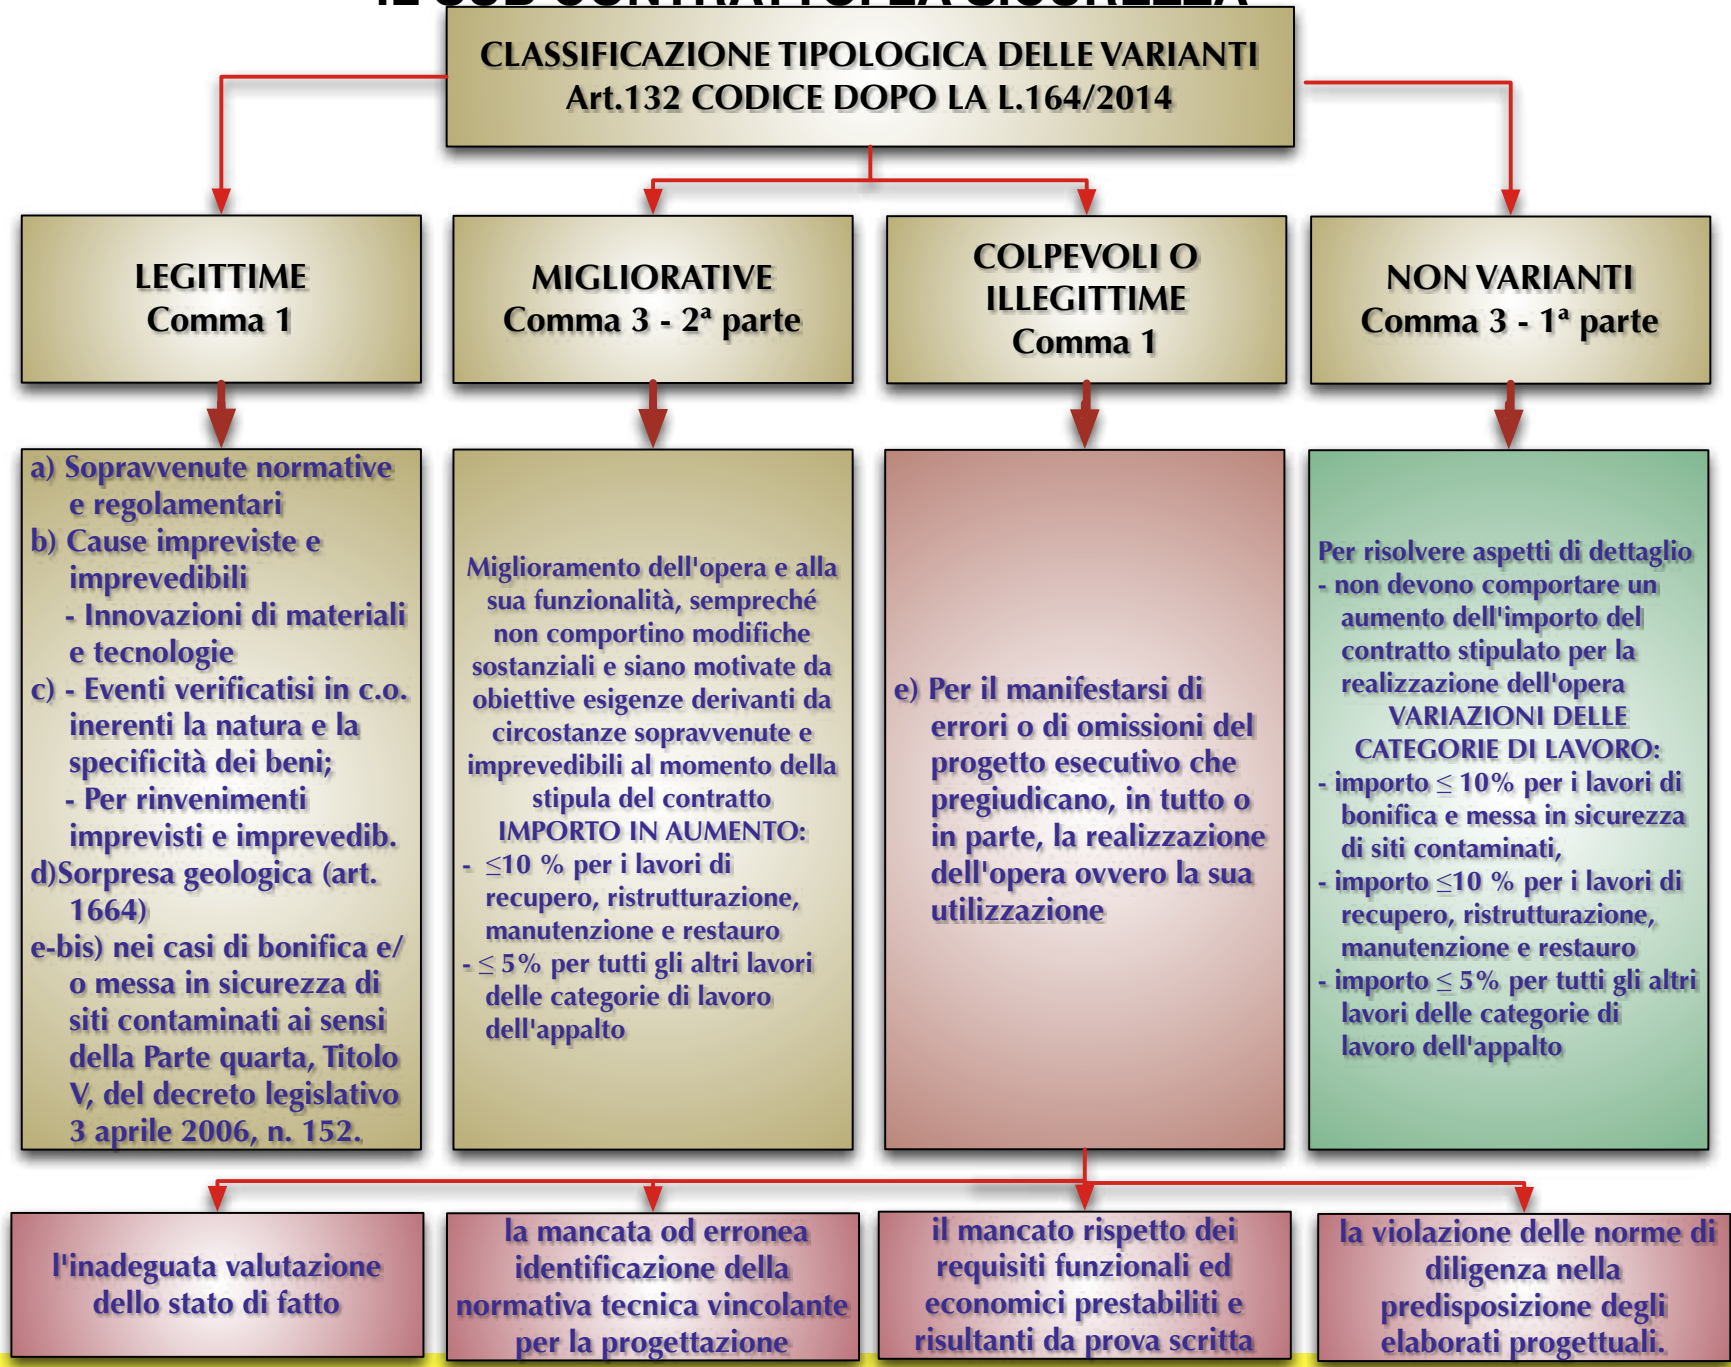 IL SUB CONTRATTO: LA SICUREZZA
CLASSIFICAZIONE TIPOLOGICA DELLE VARIANTI
Art.132 CODICE DOPO LA L.164/2014
LEGITTIME
Comma 1
MIGLIORATIVE
Comma 3 - 2ª parte
COLPEVOLI O
ILLEGITTIME
Comma 1
NON VARIANTI
Comma 3 - 1ª parte
a) Sopravvenute normative
e regolamentari
b) Cause impreviste e
imprevedibili
- Innovazioni di materiali
e tecnologie
c) - Eventi verificatisi in c.o.
inerenti la natura e la
specificità dei beni;
- Per rinvenimenti
imprevisti e imprevedib.
d)Sorpresa geologica (art.
1664)
e-bis) nei casi di bonifica e/
o messa in sicurezza di
siti contaminati ai sensi
della Parte quarta, Titolo
V, del decreto legislativo
3 aprile 2006, n. 152.
Miglioramento dell'opera e alla
sua funzionalità, sempreché
non comportino modifiche
sostanziali e siano motivate da
obiettive esigenze derivanti da
circostanze sopravvenute e
imprevedibili al momento della
stipula del contratto
IMPORTO IN AUMENTO:
- ≤10 % per i lavori di
recupero, ristrutturazione,
manutenzione e restauro
- ≤ 5% per tutti gli altri lavori
delle categorie di lavoro
dell'appalto
e) Per il manifestarsi di
errori o di omissioni del
progetto esecutivo che
pregiudicano, in tutto o
in parte, la realizzazione
dell'opera ovvero la sua
utilizzazione
Per risolvere aspetti di dettaglio
- non devono comportare un
aumento dell'importo del
contratto stipulato per la
realizzazione dell'opera
VARIAZIONI DELLE
CATEGORIE DI LAVORO:
- importo ≤ 10% per i lavori di
bonifica e messa in sicurezza
di siti contaminati,
- importo ≤10 % per i lavori di
recupero, ristrutturazione,
manutenzione e restauro
- importo ≤ 5% per tutti gli altri
lavori delle categorie di
lavoro dell'appalto
l'inadeguata valutazione
dello stato di fatto
la mancata od erronea
identificazione della
normativa tecnica vincolante
per la progettazione
il mancato rispetto dei
requisiti funzionali ed
economici prestabiliti e
risultanti da prova scritta
la violazione delle norme di
diligenza nella
predisposizione degli
elaborati progettuali.